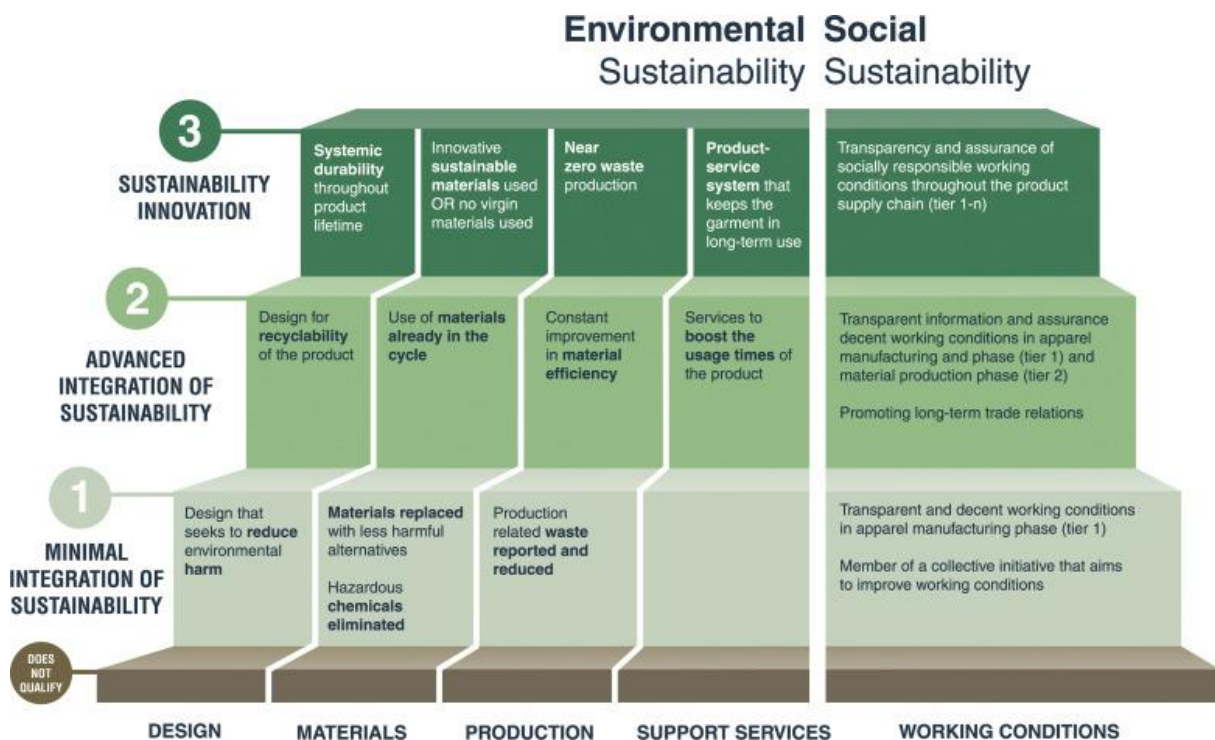 Environmental Social
Sustainability Sustainability
3
SUSTAINABILITY
INNOVATION
Systemic
durability
throughout
product
lifetime
Innovative
sustainable
materials used
OR no virgin
materials used
Near
zero waste
production
Product-
service
system that
keeps the
garment in
long-term use
Transparency and assurance of
socially responsible working
conditions throughout the product
supply chain (tier 1-n)
2
ADVANCED
INTEGRATION OF
SUSTAINABILITY
Design for
recyclability
of the product
Use of materials
already in the
cycle
Constant
improvement
in material
efficiency
Services to
boost the
usage times of
the product
Transparent information and assurance
decent working conditions in apparel
manufacturing and phase (tier 1) and
material production phase (tier 2)
Promoting long-term trade relations
1
MINIMAL
INTEGRATION OF
SUSTAINABILITY
Design that
seeks to reduce
environmental
harm
Materials replaced
with less harmful
alternatives
Hazardous
chemicals
eliminated
Production
related waste
reported and
reduced
Transparent and decent working conditions
in apparel manufacturing phase (tier 1)
Member of a collective initiative that aims
to improve working conditions
DOES
NOT
QUALIFY
DESIGN
MATERIALS
PRODUCTION
SUPPORT SERVICES
WORKING CONDITIONS